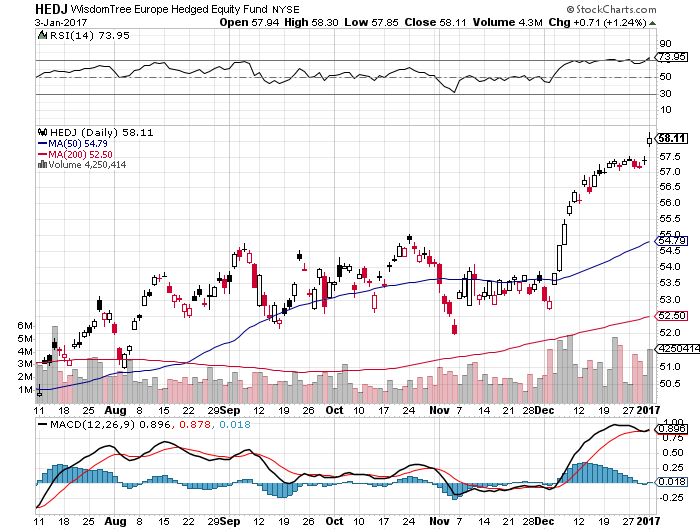 HEDJ WisdomTree Europe Hedged Equity Fund NYSE © StockCharts.com
3-Jan-2017 Open 57.94 High 58.30 Low 57.85 Close 58.11 Volume 4.3M Chg +0.71 (+1.24%)
RSI(14) 73.95
90
73.95
50
30
10
HEDJ (Daily) 58.11
MA(50) 54.79
MA(200) 52.50
Volume 4,250,414
58.11
57.5
57.0
56.5
56.0
55.5
55.0
54.79
54.5
54.0
53.5
53.0
52.50
52.0
4250414
51.0
50.5
6M
5M
4M
3M
2M
1M
11 18 25 Aug 8 15 22 29 Sep 12 19 26 Oct 10 17 24 Nov 7 14 21 28 Dec 12 19 27 2017
MACD(12,26,9) 0.896, 0.878, 0.018
1.00
0.896
0.75
0.50
0.25
0.018
-0.25
11 18 25 Aug 8 15 22 29 Sep 12 19 26 Oct 10 17 24 Nov 7 14 21 28 Dec 12 19 27 2017